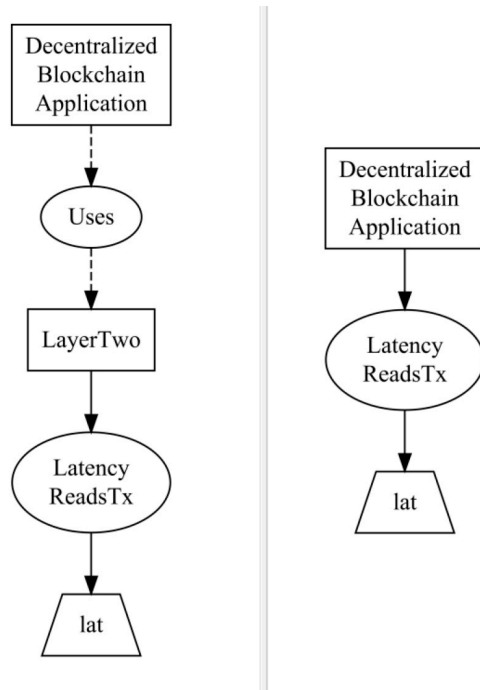 Decentralized
Blockchain
Application
Uses
LayerTwo
Latency
ReadsTx
lat
Decentralized
Blockchain
Application
Latency
ReadsTx
lat